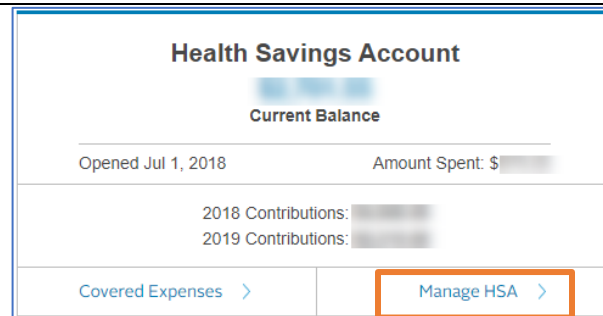 Health Savings Account
Current Balance
Opened Jul 1, 2018 Amount Spent: $
2018 Contributions:
2019 Contributions:
Covered Expenses > Manage HSA >